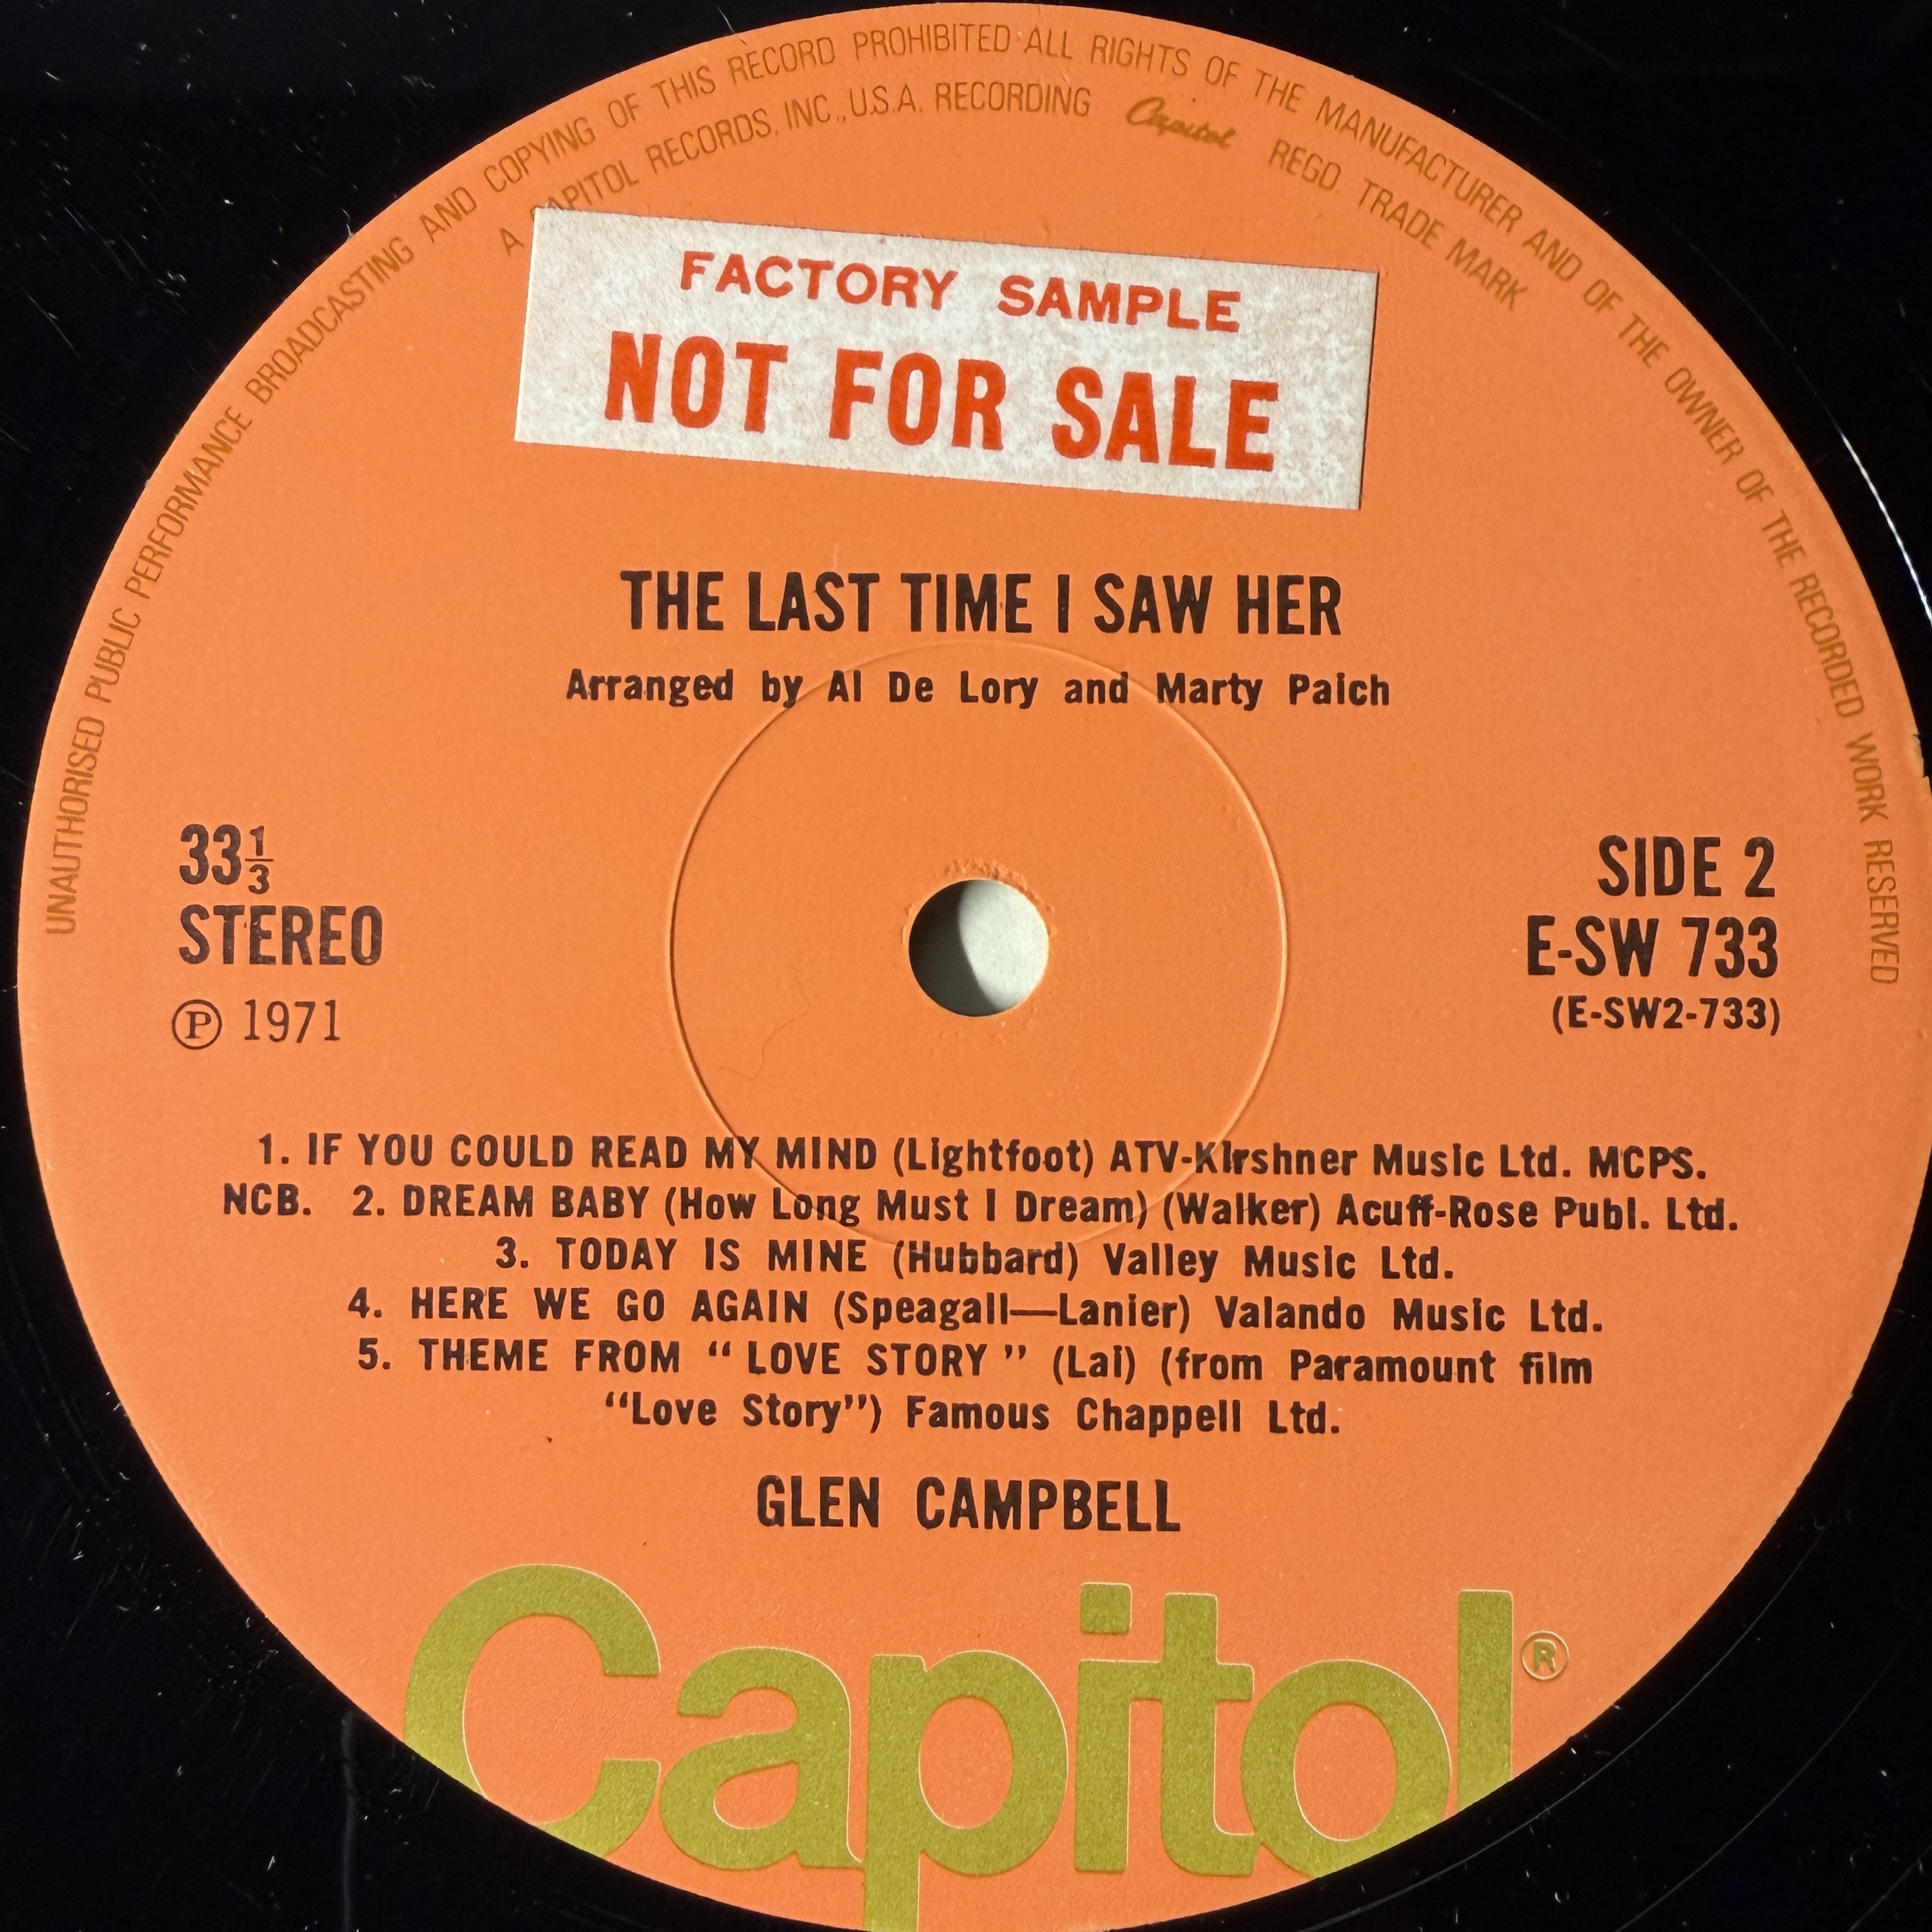 UNAUTHORISED PUBLIC PERFORMANCE BROADCASTING AND COPYING OF THIS RECORD PROHIBITED·ALL RIGHTS OF THE MANUFACTURER AND OF THE OWNER OF THE RECORDED WORK RESERVED
A CAPITOL RECORDS, INC., U.S.A. RECORDING Capitol REGD. TRADE MARK
FACTORY SAMPLE
NOT FOR SALE
THE LAST TIME I SAW HER
Arranged by Al De Lory and Marty Paich
33⅓
STEREO
℗ 1971
SIDE 2
E-SW 733
(E-SW2-733)
1. IF YOU COULD READ MY MIND (Lightfoot) ATV-Kirshner Music Ltd. MCPS.
NCB. 2. DREAM BABY (How Long Must I Dream) (Walker) Acuff-Rose Publ. Ltd.
3. TODAY IS MINE (Hubbard) Valley Music Ltd.
4. HERE WE GO AGAIN (Speagall—Lanier) Valando Music Ltd.
5. THEME FROM “ LOVE STORY ” (Lai) (from Paramount film
“Love Story”) Famous Chappell Ltd.
GLEN CAMPBELL
Capitol®